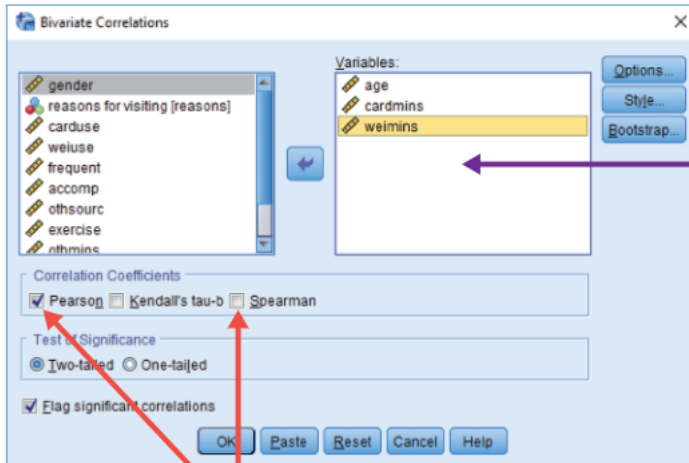 Bivariate Correlations
Variables:
gender
reasons for visiting [reasons]
carduse
weiuse
frequent
accomp
othsourc
exercise
othmins
age
cardmins
weimins
Options...
Style...
Bootstrap...
Correlation Coefficients
Pearson Kendall's tau-b Spearman
Test of Significance
Two-tailed One-tailed
Flag significant correlations
OK Paste Reset Cancel Help